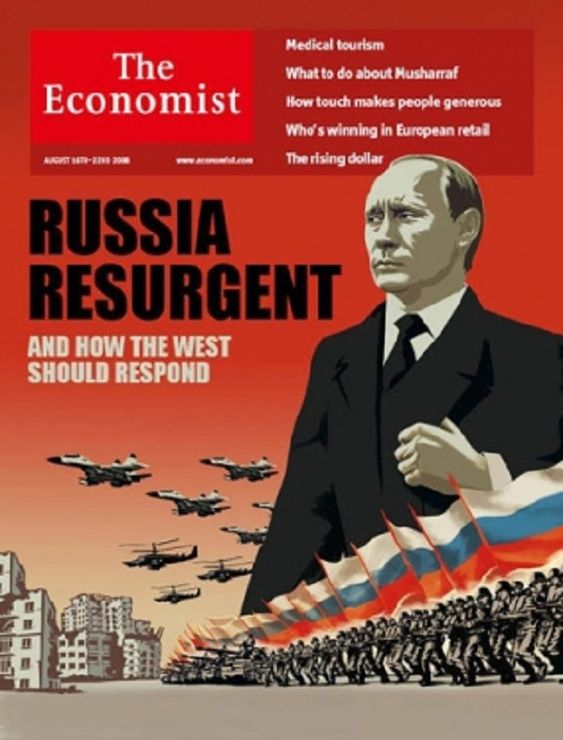 The
Economist
AUGUST 16TH-22ND 2008 www.economist.com
Medical tourism
What to do about Musharraf
How touch makes people generous
Who's winning in European retail
The rising dollar
RUSSIA
RESURGENT
AND HOW THE WEST
SHOULD RESPOND